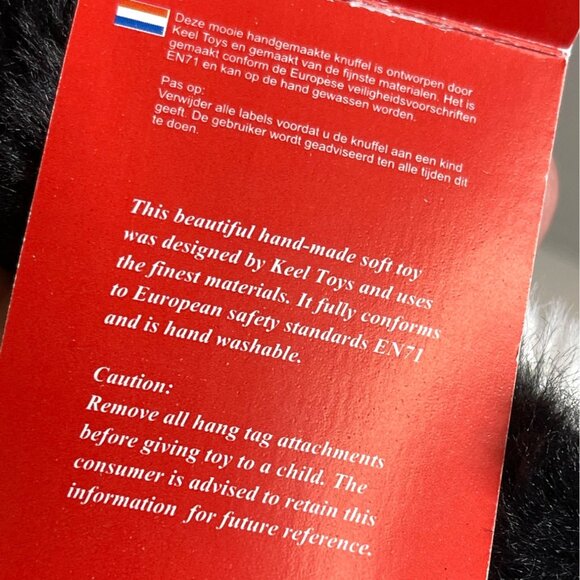 Deze mooie handgemaakte knuffel is ontworpen door
Keel Toys en gemaakt van de fijnste materialen. Het is
gemaakt conform de Europese veiligheidsvoorschriften
EN71 en kan op de hand gewassen worden.
Pas op:
Verwijder alle labels voordat u de knuffel aan een kind
geeft. De gebruiker wordt geadviseerd ten alle tijden dit
te doen.
This beautiful hand-made soft toy
was designed by Keel Toys and uses
the finest materials. It fully conforms
to European safety standards EN71
and is hand washable.
Caution:
Remove all hang tag attachments
before giving toy to a child. The
consumer is advised to retain this
information for future reference.